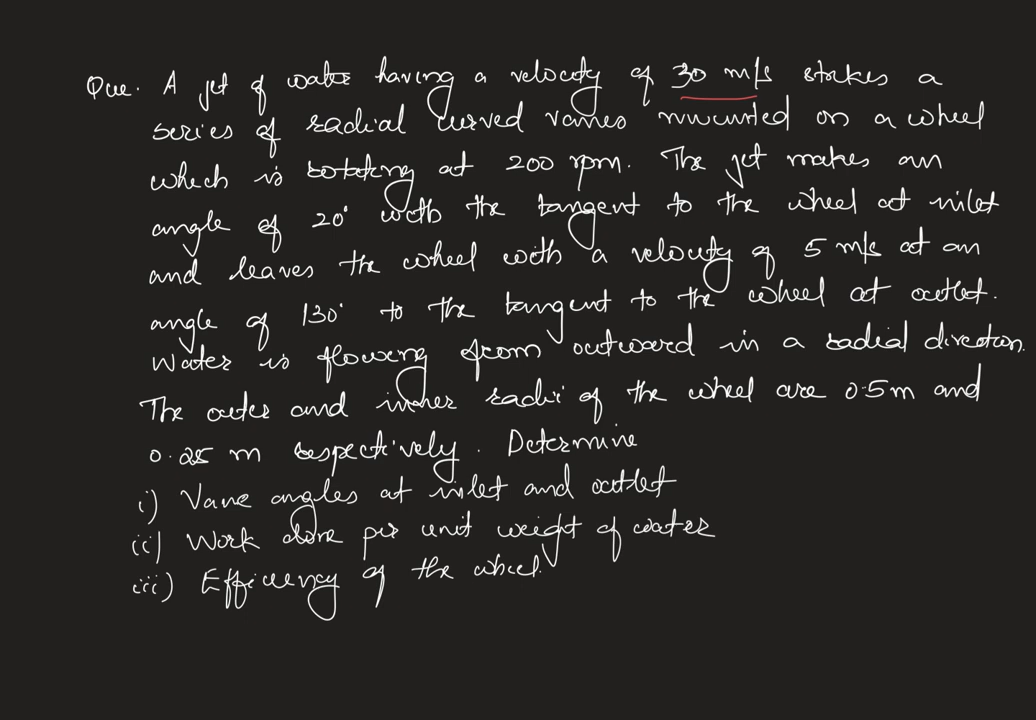 Que. A jet of water having a velocity of 30 m/s strikes a
series of radial curved vanes mounted on a wheel
which is rotating at 200 rpm. The jet makes an
angle of 20° with the tangent to the wheel at inlet
and leaves the wheel with a velocity of 5 m/s at an
angle of 130° to the tangent to the wheel at outlet.
Water is flowing from outward in a radial direction.
The outer and inner radii of the wheel are 0.5m and
0.25 m respectively. Determine
i) Vane angles at inlet and outlet
ii) Work done per unit weight of water
iii) Efficiency of the wheel.